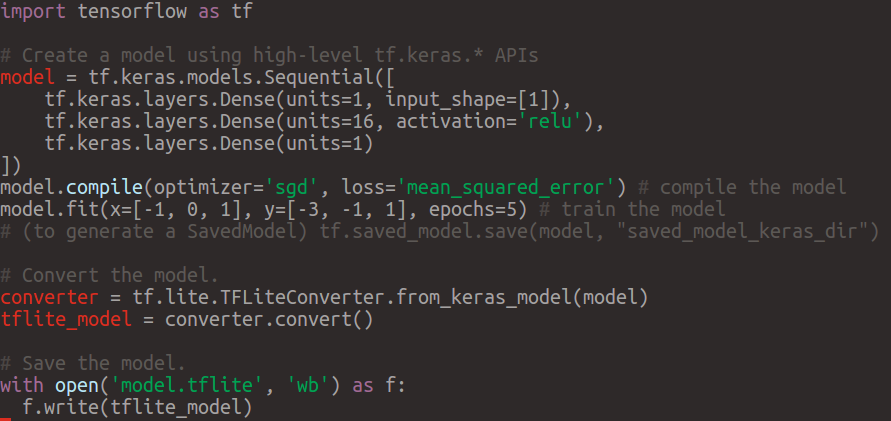 import tensorflow as tf

# Create a model using high-level tf.keras.* APIs
model = tf.keras.models.Sequential([
    tf.keras.layers.Dense(units=1, input_shape=[1]),
    tf.keras.layers.Dense(units=16, activation='relu'),
    tf.keras.layers.Dense(units=1)
])
model.compile(optimizer='sgd', loss='mean_squared_error') # compile the model
model.fit(x=[-1, 0, 1], y=[-3, -1, 1], epochs=5) # train the model
# (to generate a SavedModel) tf.saved_model.save(model, "saved_model_keras_dir")

# Convert the model.
converter = tf.lite.TFLiteConverter.from_keras_model(model)
tflite_model = converter.convert()

# Save the model.
with open('model.tflite', 'wb') as f:
  f.write(tflite_model)